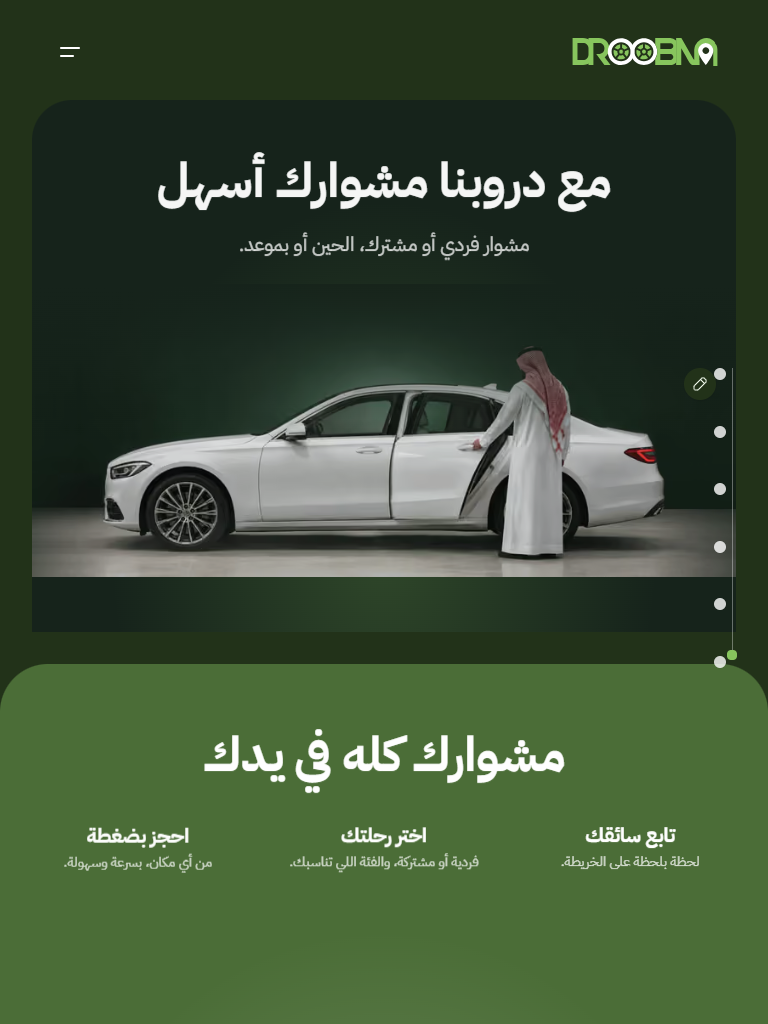 DROOBNA
مع دروبنا مشوارك أسهل
مشوار فردي أو مشترك، الحين أو بموعد.
مشوارك كله في يدك
تابع سائقك
لحظة بلحظة على الخريطة.
اختر رحلتك
فردية أو مشتركة، والفئة اللي تناسبك.
احجز بضغطة
من أي مكان، بسرعة وسهولة.